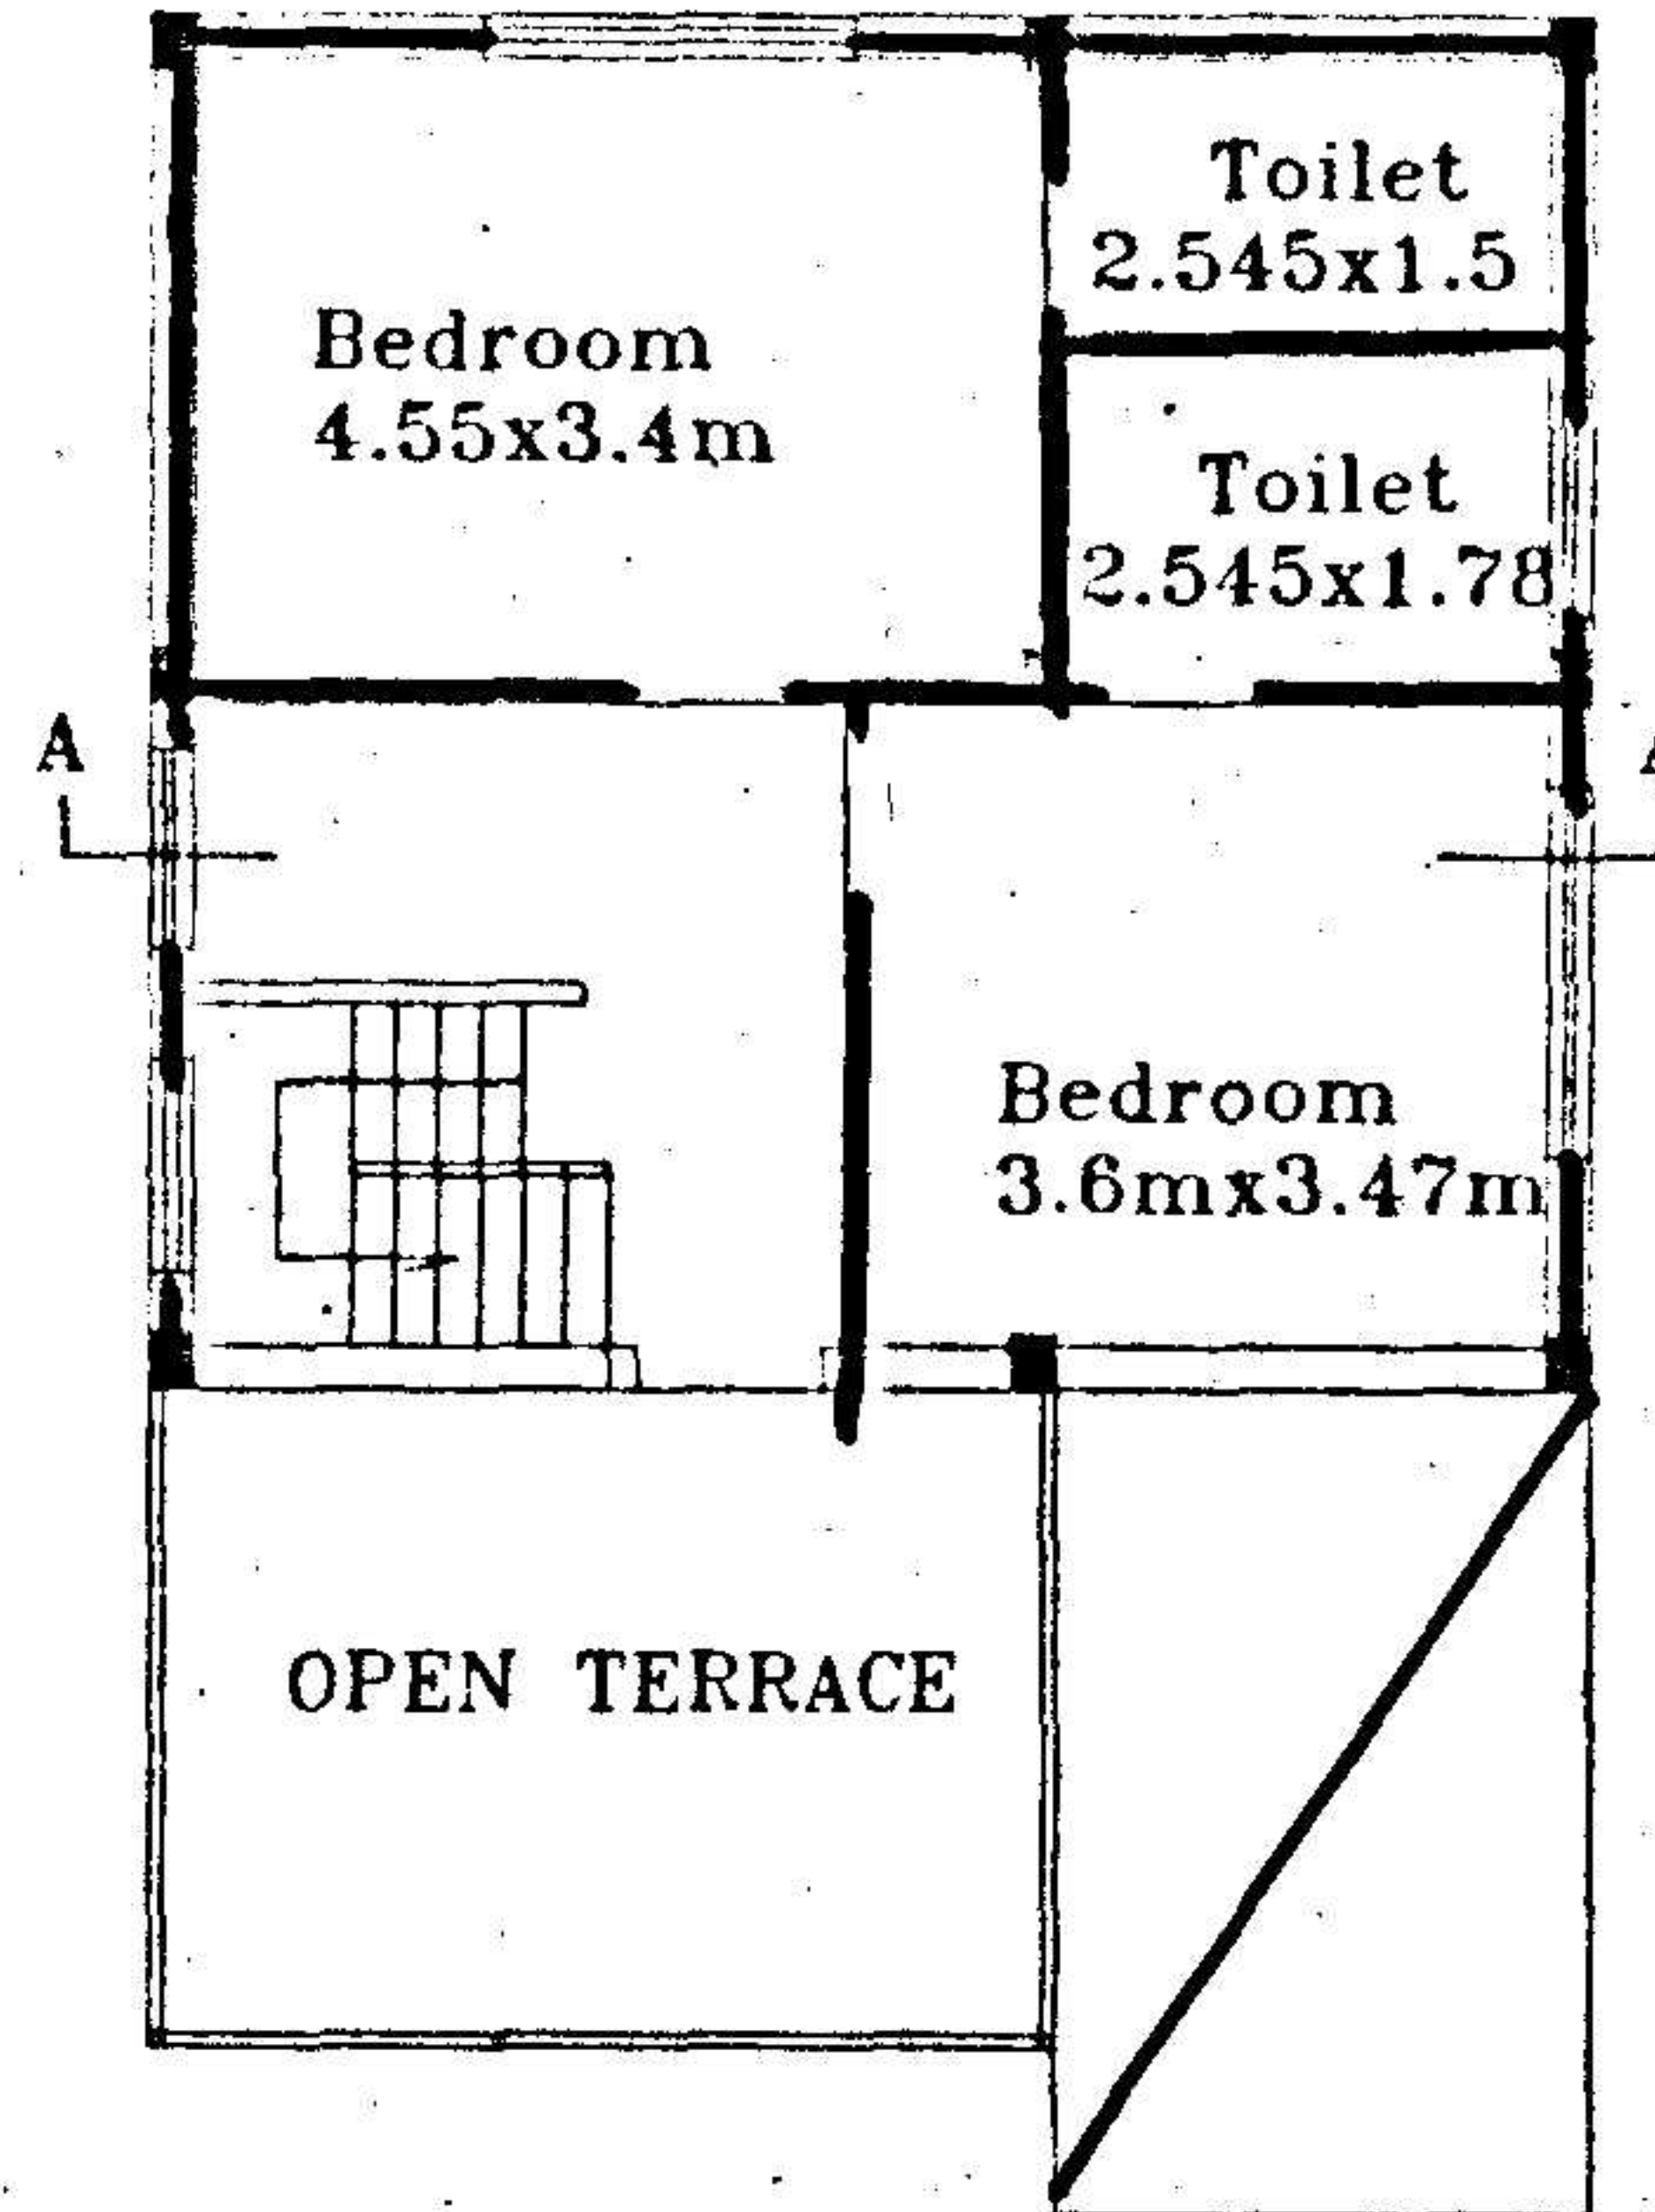 Toilet
2.545x1.5
Bedroom
4.55x3.4m
Toilet
2.545x1.78
A
A
Bedroom
3.6mx3.47m
OPEN TERRACE